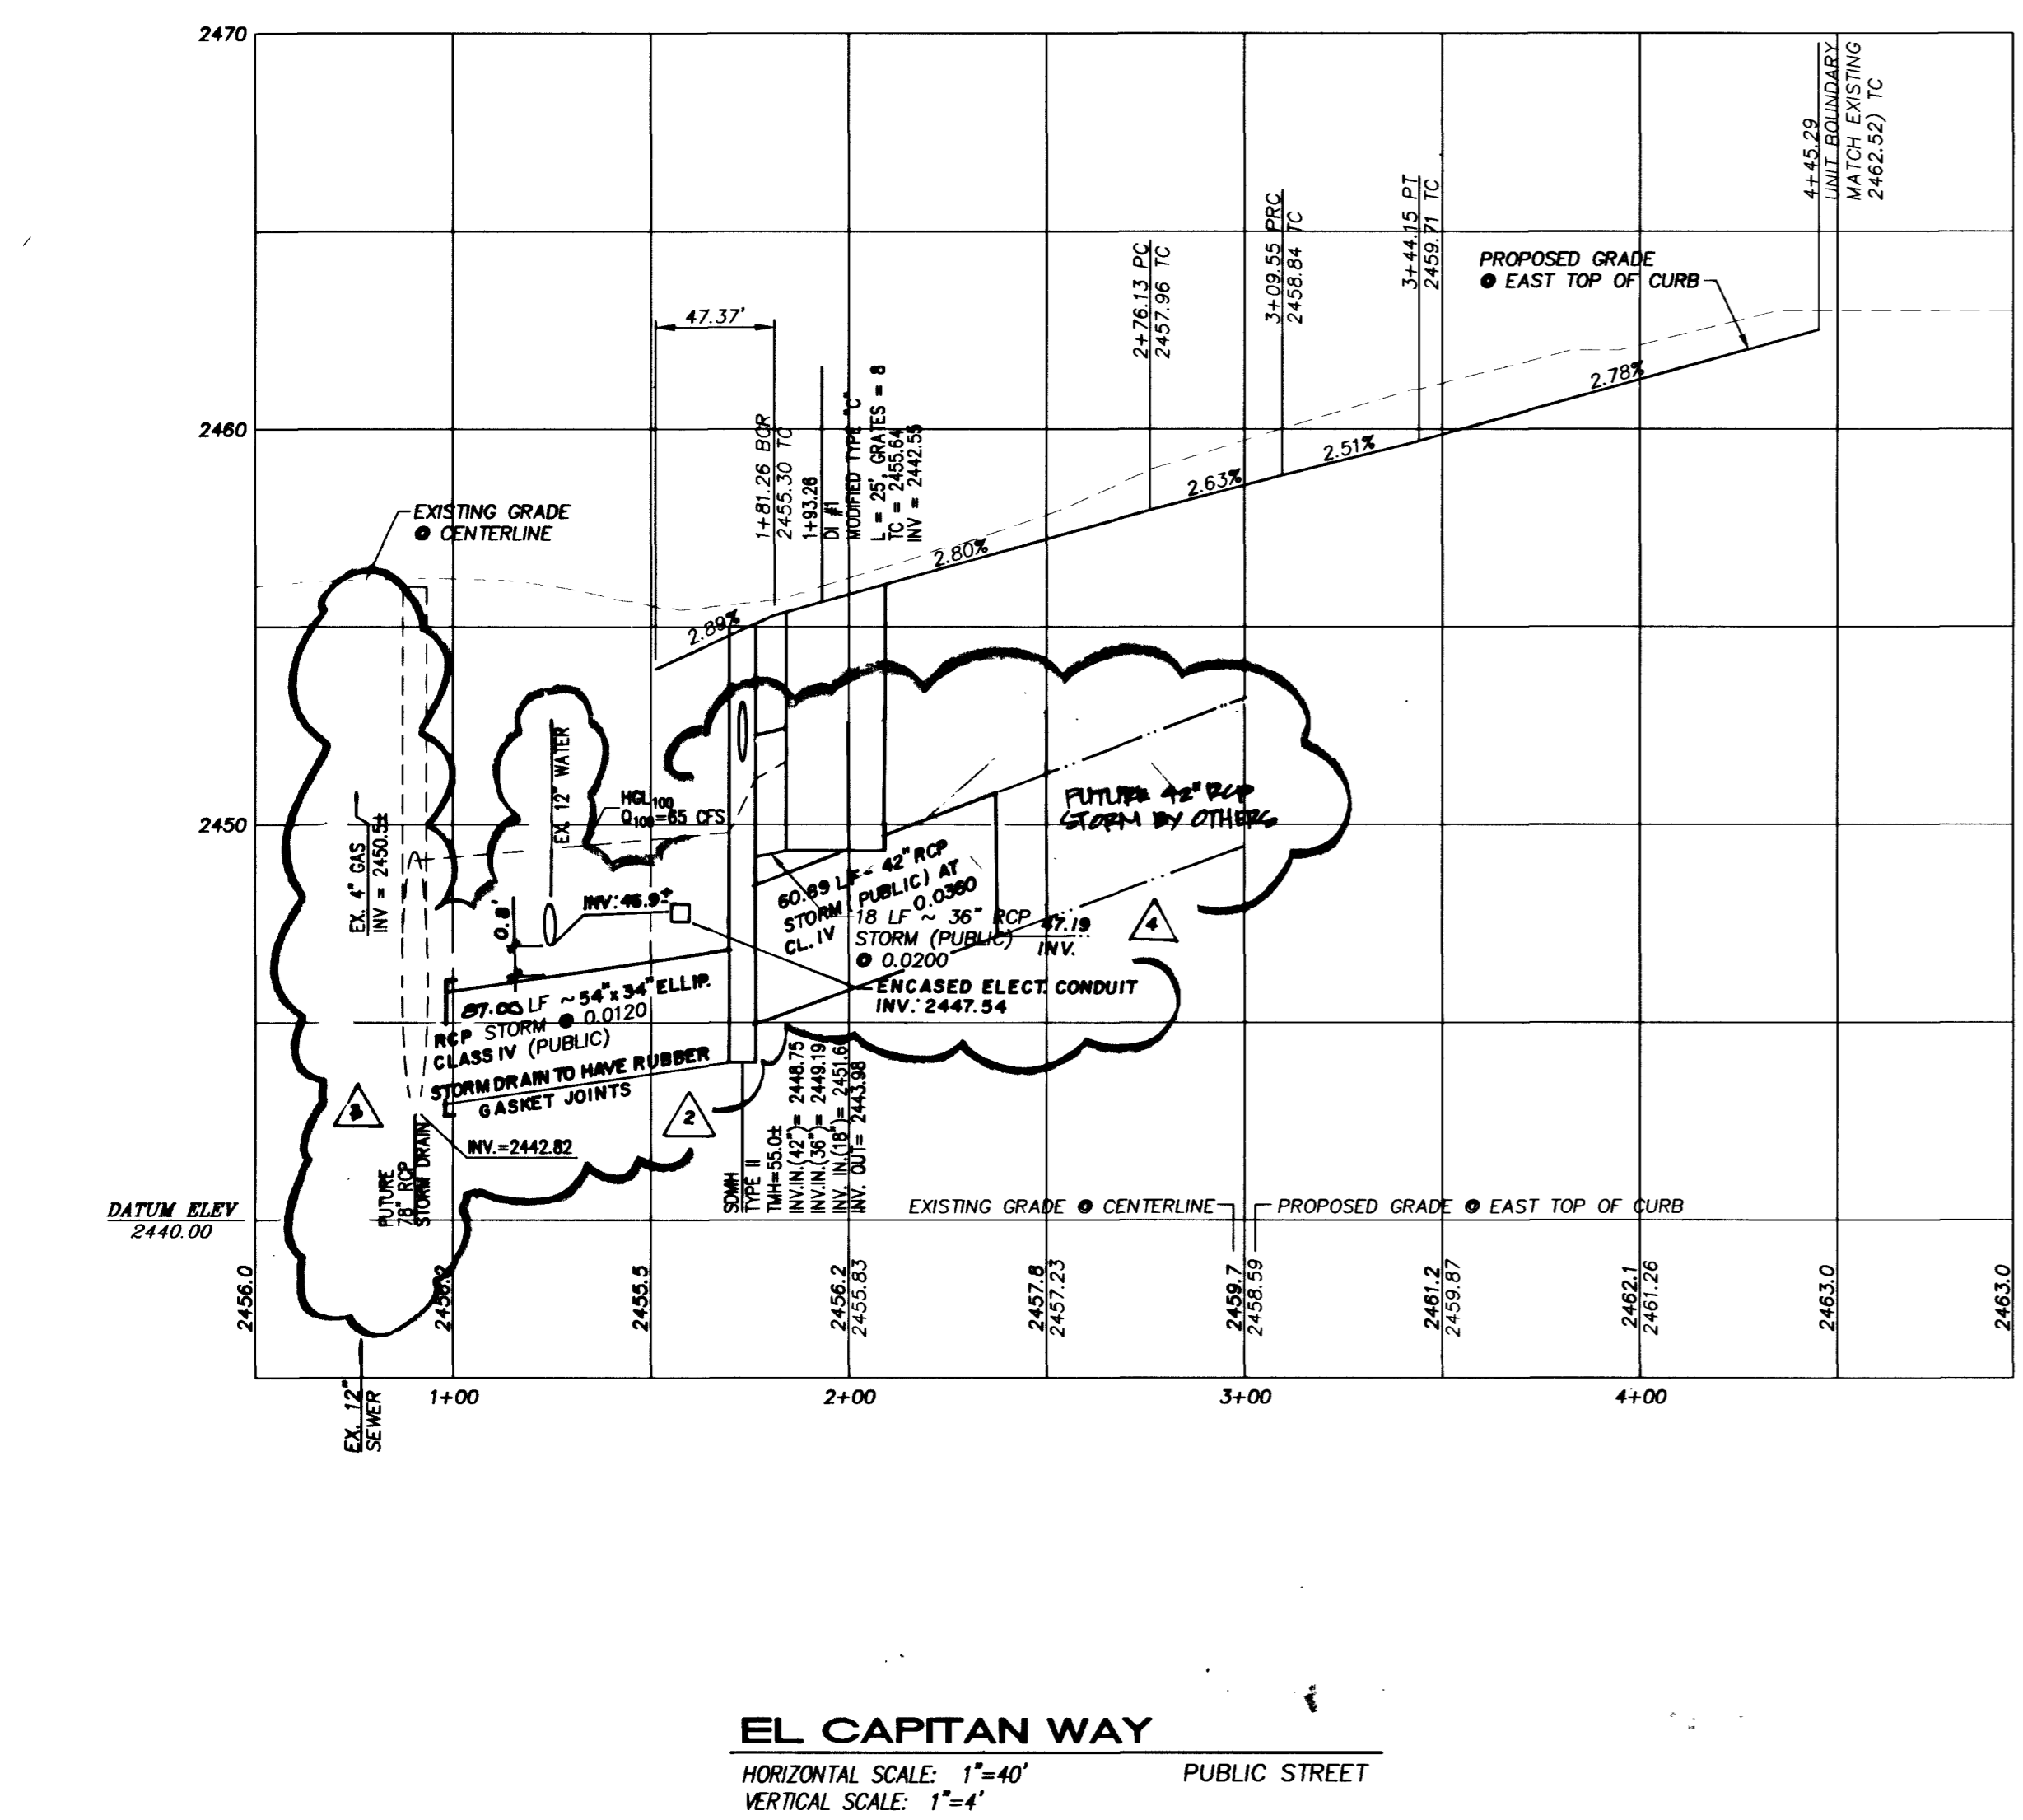 2470
2460
2450
DATUM ELEV
2440.00
4+45.29
UNIT BOUNDARY
MATCH EXISTING
2462.52) TC
3+44.15 PT
2459.71 TC
3+09.55 PRC
2458.84 TC
2+76.13 PC
2457.96 TC
PROPOSED GRADE
@ EAST TOP OF CURB
47.37'
1+81.26 BCR
2455.30 TC
1+93.26
DI #1
MODIFIED TYPE "C"
L = 25', GRATES = 8
TC = 2455.64
INV = 2442.55
2.89%
2.80%
2.63%
2.51%
2.78%
EXISTING GRADE
@ CENTERLINE
EX. 4" GAS
INV = 2450.5±
EX. 12" WATER
HGL100
Q100=65 CFS
0.8'
INV: 46.9±
FUTURE 42" RCP
STORM BY OTHERS
60.89 LF - 42" RCP
STORM (PUBLIC) AT
CL. IV 0.0360
18 LF ~ 36" RCP
STORM (PUBLIC)
@ 0.0200
47.19
INV.
4
ENCASED ELECT. CONDUIT
INV: 2447.54
87.00 LF ~ 54"x 34" ELLIP.
RCP STORM @ 0.0120
CLASS IV (PUBLIC)
STORM DRAIN TO HAVE RUBBER
GASKET JOINTS
3
2
INV.=2442.82
FUTURE
78" RCP
STORM DRAIN
SDMH
TYPE II
TMH=55.0±
INV.IN.(42")= 2448.75
INV.IN.(36")= 2449.19
INV. IN.(18")= 2451.6
INV. OUT= 2443.98
EXISTING GRADE @ CENTERLINE
PROPOSED GRADE @ EAST TOP OF CURB
2456.0
2456.2
2455.5
2456.2
2455.83
2457.8
2457.23
2459.7
2458.59
2461.2
2459.87
2462.1
2461.26
2463.0
2463.0
1+00
2+00
3+00
4+00
EX. 12"
SEWER
EL CAPITAN WAY
HORIZONTAL SCALE: 1"=40'
VERTICAL SCALE: 1"=4'
PUBLIC STREET